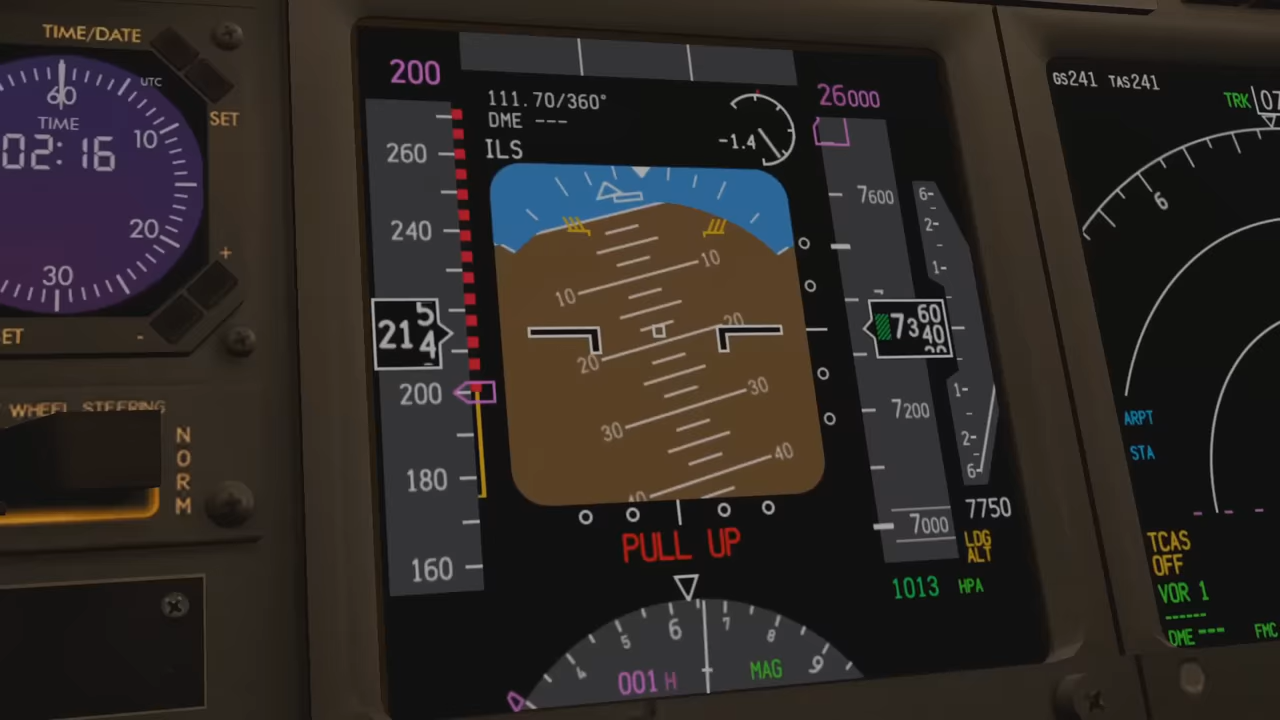 TIME/DATE
UTC
60
TIME
10
02:16
SET
20
30
+
-
WHEEL STEERING
NORM
200
111.70/360°
DME ---
ILS
-1.4
26000
260
240
21
5
4
200
180
160
10
10
20
20
30
30
40
7600
73
60
40
20
7200
7000
6
2
1
1
2
6
7750
LDG
ALT
1013 HPA
PULL UP
4
5
6
7
8
9
001 H
MAG
GS241 TAS241
TRK
07
6
ARPT
STA
TCAS
OFF
VOR 1
------
DME ---
FMC